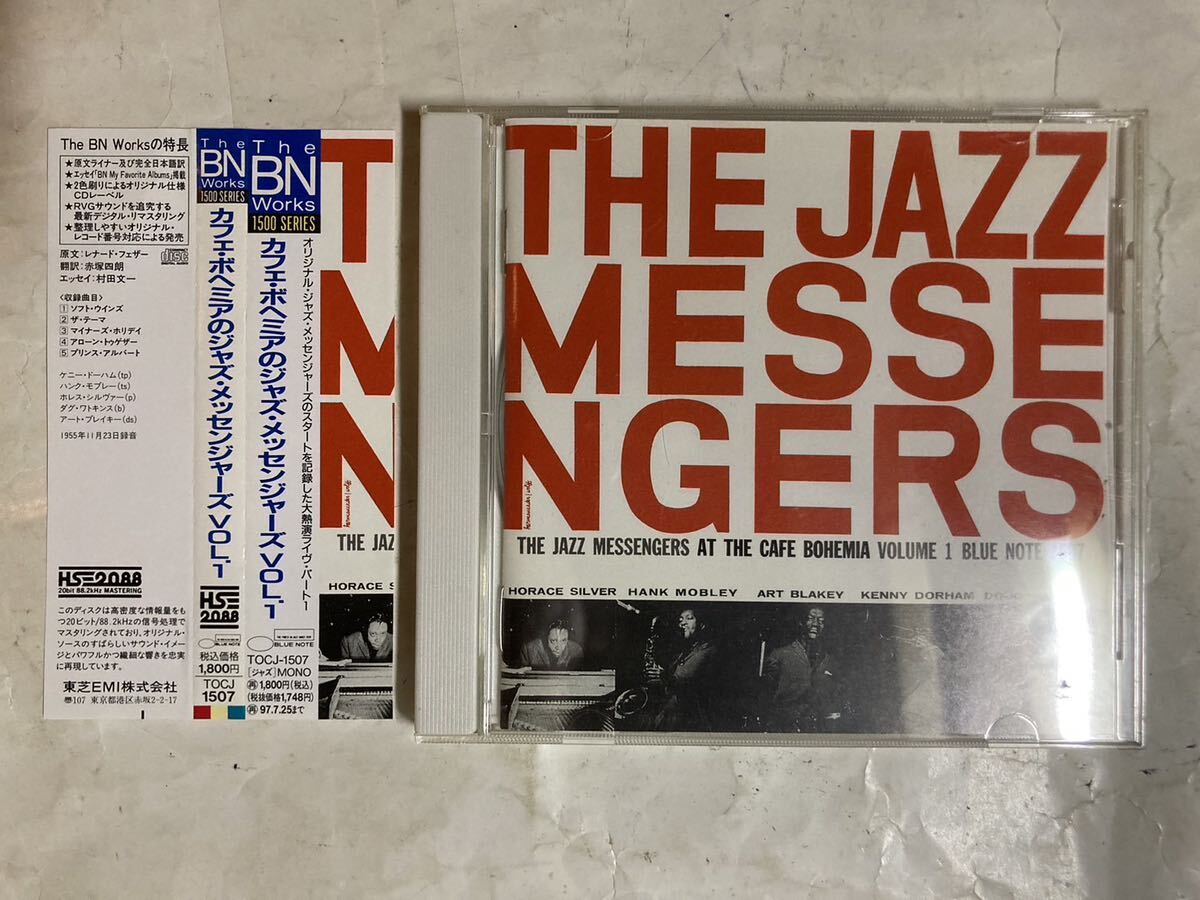 The BN Worksの特長
★原文ライナー及び完全日本語訳
★エッセイ「BN My Favorite Albums」掲載
★2色刷りによるオリジナル仕様
CDレーベル
★RVGサウンドを追究する
最新デジタル・リマスタリング
★整理しやすいオリジナル・
レコード番号対応による発売
原文:レナード・フェザー
翻訳:赤塚四朗
エッセイ:村田文一
〈収録曲目〉
1 ソフト・ウインズ
2 ザ・テーマ
3 マイナーズ・ホリデイ
4 アローン・トゥゲザー
5 プリンス・アルバート
ケニー・ドーハム(tp)
ハンク・モブレー(ts)
ホレス・シルヴァー(p)
ダグ・ワトキンス(b)
アート・ブレイキー(ds)
1955年11月23日録音
HS2088
20bit 88.2kHz MASTERING
このディスクは高密度な情報量をも
つ20ビット/88.2kHzの信号処理で
マスタリングされており、オリジナル・
ソースのすばらしいサウンド・イメー
ジとパワフルかつ繊細な響きを忠実
に再現しています。
東芝EMI株式会社
〠107 東京都港区赤坂2-2-17
The
BN
Works
1500 SERIES
カフェ・ボヘミアのジャズ・メッセンジャーズ VOL.1
HS
2088
BLUE NOTE
税込価格
1,800円
TOCJ
1507
The
BN
Works
1500 SERIES
オリジナル・ジャズ・メッセンジャーズのスタートを記録した大熱演ライヴ・パート1
カフェ・ボヘミアのジャズ・メッセンジャーズ VOL.1
BLUE NOTE
TOCJ-1507
[ジャズ] MONO
再1,800円(税込)
(税抜価格1,748円)
再97.7.25まで
T
M
N
THE JAZ
HORACE S
THE JAZZ
MESSE
NGERS
THE JAZZ MESSENGERS AT THE CAFE BOHEMIA VOLUME 1 BLUE NOTE
HORACE SILVER HANK MOBLEY ART BLAKEY KENNY DORHAM